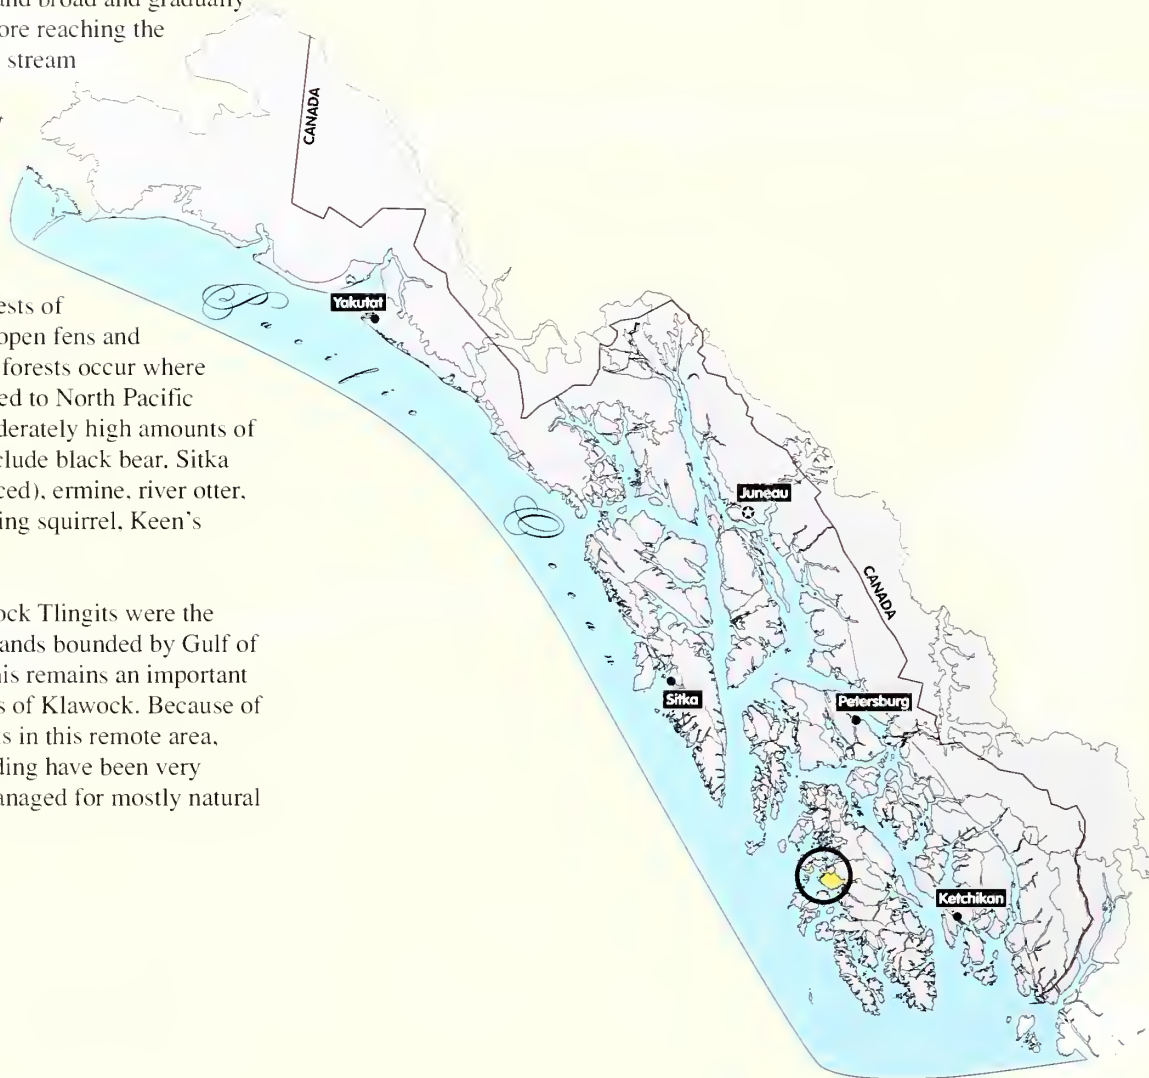 and broad and gradually
ore reaching the
stream
ests of
open fens and
forests occur where
ed to North Pacific
derately high amounts of
clude black bear, Sitka
ced), ermine, river otter,
ing squirrel, Keen's
ock Tlingits were the
ands bounded by Gulf of
his remains an important
s of Klawock. Because of
ts in this remote area,
ding have been very
anaged for mostly natural
CANADA
Yakutat
Pacific
Ocean
Juneau
CANADA
Sitka
Petersburg
Ketchikan